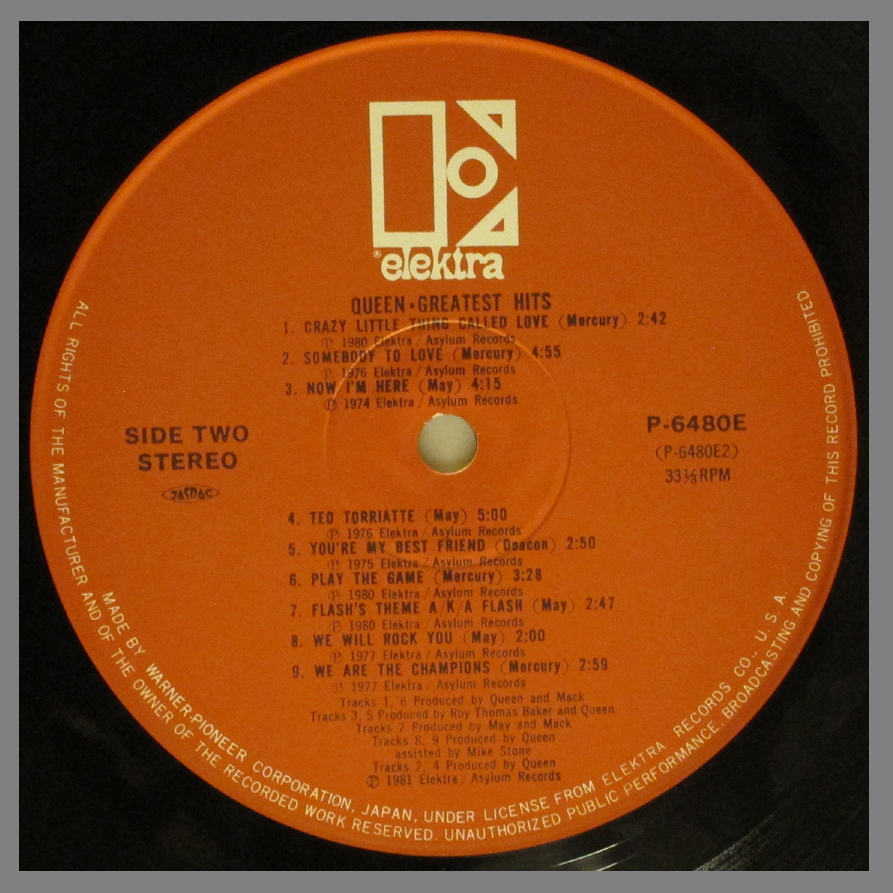 ® elektra
QUEEN•GREATEST HITS
1. CRAZY LITTLE THING CALLED LOVE (Mercury) 2:42
Ⓟ 1980 Elektra/Asylum Records
2. SOMEBODY TO LOVE (Mercury) 4:55
Ⓟ 1976 Elektra/Asylum Records
3. NOW I'M HERE (May) 4:15
Ⓟ 1974 Elektra/Asylum Records
SIDE TWO
STEREO
JASRAC
P-6480E
(P-6480E2)
33⅓RPM
4. TEO TORRIATTE (May) 5:00
Ⓟ 1976 Elektra/Asylum Records
5. YOU'RE MY BEST FRIEND (Deacon) 2:50
Ⓟ 1975 Elektra/Asylum Records
6. PLAY THE GAME (Mercury) 3:28
Ⓟ 1980 Elektra/Asylum Records
7. FLASH'S THEME A/K/A FLASH (May) 2:47
Ⓟ 1980 Elektra/Asylum Records
8. WE WILL ROCK YOU (May) 2:00
Ⓟ 1977 Elektra/Asylum Records
9. WE ARE THE CHAMPIONS (Mercury) 2:59
Ⓟ 1977 Elektra/Asylum Records
Tracks 1, 6 Produced by Queen and Mack
Tracks 3, 5 Produced by Roy Thomas Baker and Queen
Tracks 7 Produced by May and Mack
Tracks 8, 9 Produced by Queen
assisted by Mike Stone
Tracks 2, 4 Produced by Queen
Ⓟ 1981 Elektra/Asylum Records
MADE BY WARNER-PIONEER CORPORATION, JAPAN, UNDER LICENSE FROM ELEKTRA RECORDS CO., U. S. A.
ALL RIGHTS OF THE MANUFACTURER AND OF THE OWNER OF THE RECORDED WORK RESERVED. UNAUTHORIZED PUBLIC PERFORMANCE, BROADCASTING AND COPYING OF THIS RECORD PROHIBITED.